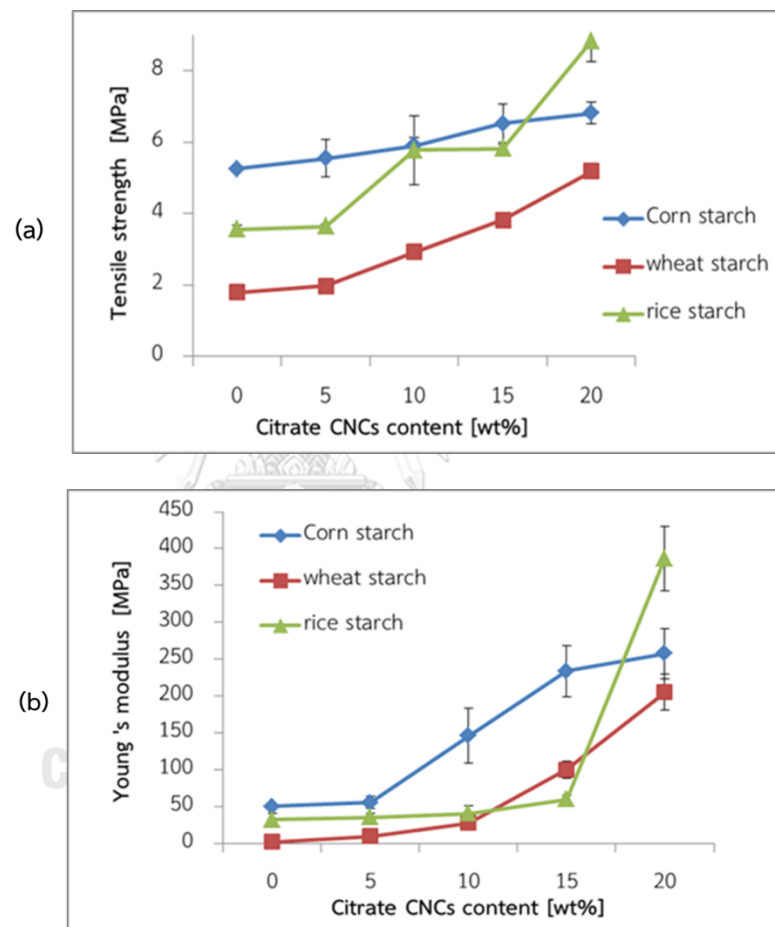 (a)
Tensile strength [MPa]
8
6
4
2
0
0 5 10 15 20
Citrate CNCs content [wt%]
Corn starch
wheat starch
rice starch
(b)
Young's modulus [MPa]
450
400
350
300
250
200
150
100
50
0
0 5 10 15 20
Citrate CNCs content [wt%]
Corn starch
wheat starch
rice starch
C